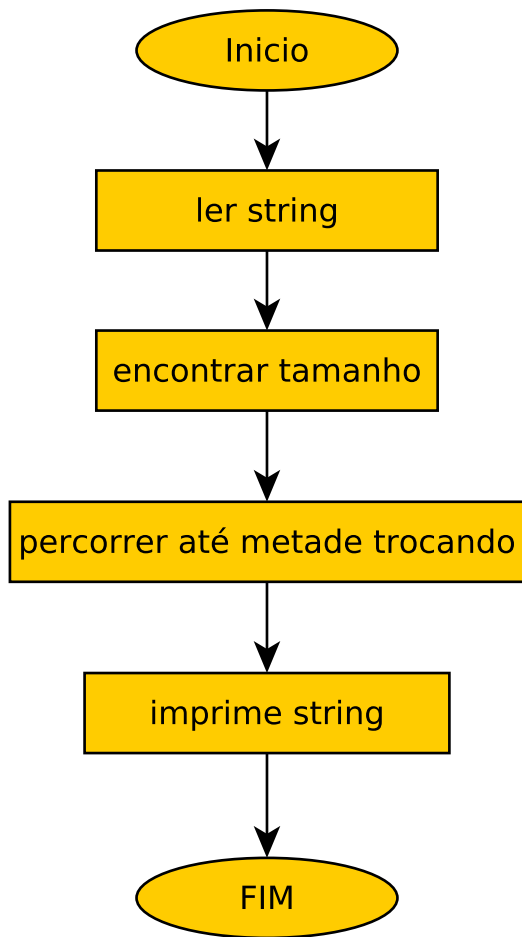 Inicio
ler string
encontrar tamanho
percorrer até metade trocando
imprime string
FIM